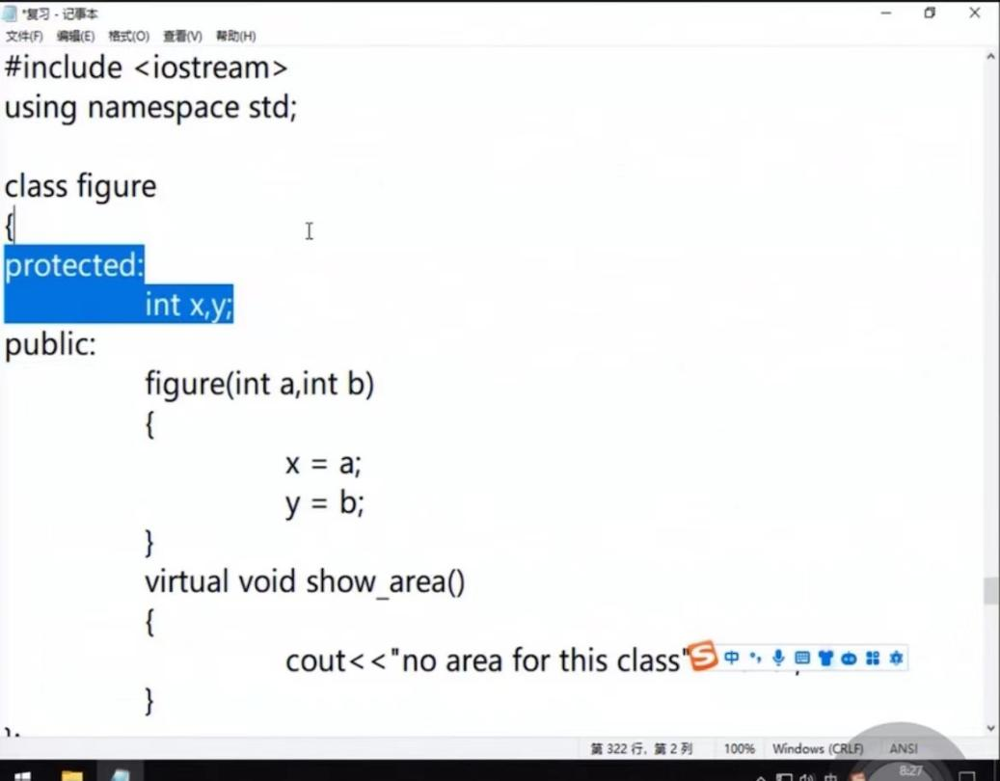 *复习 - 记事本
文件(F) 编辑(E) 格式(O) 查看(V) 帮助(H)
#include <iostream>
using namespace std;
class figure
{
protected:
int x,y;
public:
figure(int a,int b)
{
x = a;
y = b;
}
virtual void show_area()
{
cout<<"no area for this class"
中
}
};
第 322 行，第 2 列 100% Windows (CRLF) ANSI
中 8:27